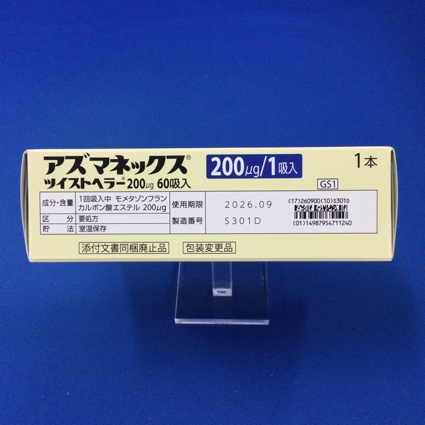 アズマネックス®
ツイストヘラー®200μg 60吸入
200μg/1吸入
1本
GS1
成分・含量 1回吸入中 モメタゾンフランカルボン酸エステル 200μg
区 分 要処方
貯 法 室温保存
使用期限 2026.09
製造番号 S301D
(17)260900(10)S301D
(01)14987954711240
添付文書同梱廃止品
包装変更品